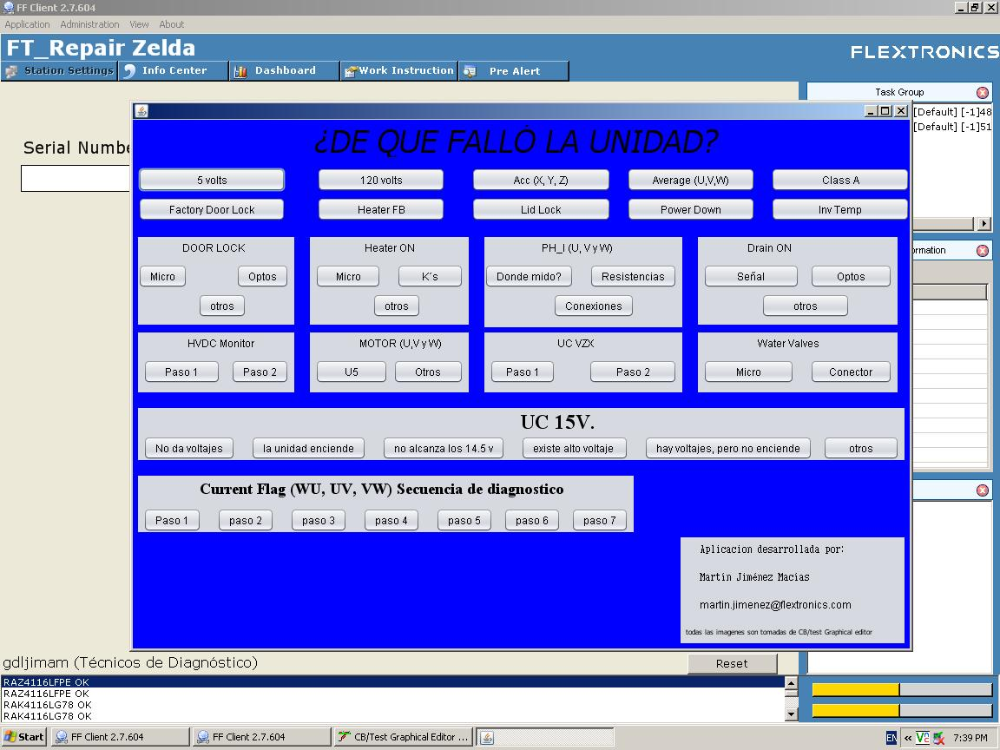 FF Client 2.7.604
Application Administration View About
FT_Repair Zelda
FLEXTRONICS
Station Settings Info Center Dashboard Work Instruction Pre Alert
Task Group
[Default] [-1]48
[Default] [-1]51
Serial Numbe
¿DE QUE FALLÓ LA UNIDAD?
5 volts 120 volts Acc (X, Y, Z) Average (U,V,W) Class A
Factory Door Lock Heater FB Lid Lock Power Down Inv Temp
DOOR LOCK Heater ON PH_I (U, V y W) Drain ON
Micro Optos Micro K´s Donde mido? Resistencias Señal Optos
otros otros Conexiones otros
ormation
HVDC Monitor MOTOR (U,V y W) UC VZX Water Valves
Paso 1 Paso 2 U5 Otros Paso 1 Paso 2 Micro Conector
UC 15V.
No da voltajes la unidad enciende no alcanza los 14.5 v existe alto voltaje hay voltajes, pero no enciende otros
Current Flag (WU, UV, VW) Secuencia de diagnostico
Paso 1 paso 2 paso 3 paso 4 paso 5 paso 6 paso 7
Aplicacion desarrollada por:
Martín Jiménez Macías
martin.jimenez@flextronics.com
todas las imagenes son tomadas de CB/test Graphical editor
gdljimam (Técnicos de Diagnóstico)
Reset
RAZ4116LFPE OK
RAZ4116LFPE OK
RAK4116LG78 OK
RAK4116LG78 OK
Start FF Client 2.7.604 FF Client 2.7.604 CB/Test Graphical Editor ... EN 7:39 PM